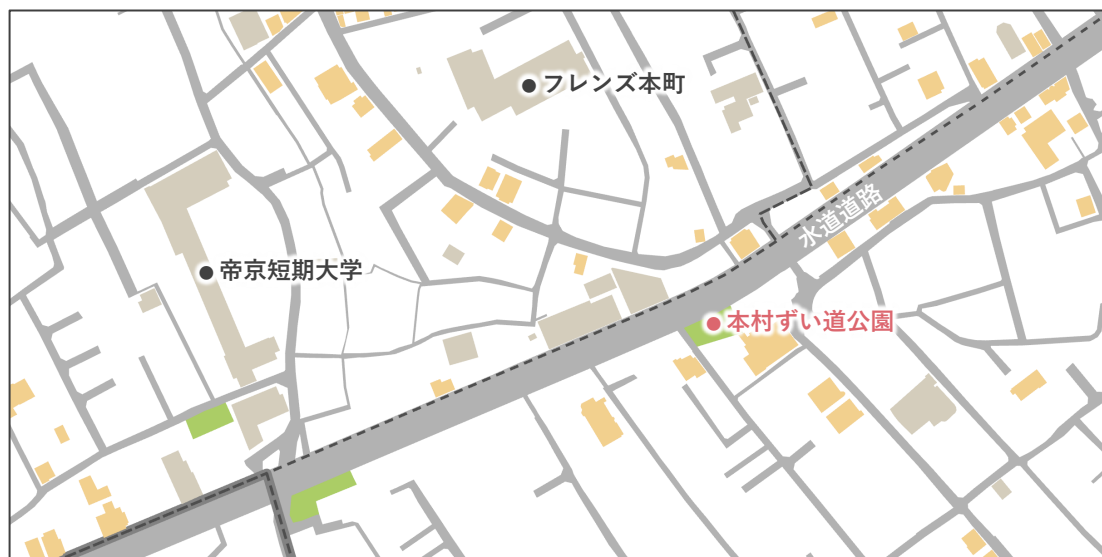 フレンズ本町
水道道路
帝京短期大学
本村ずい道公園